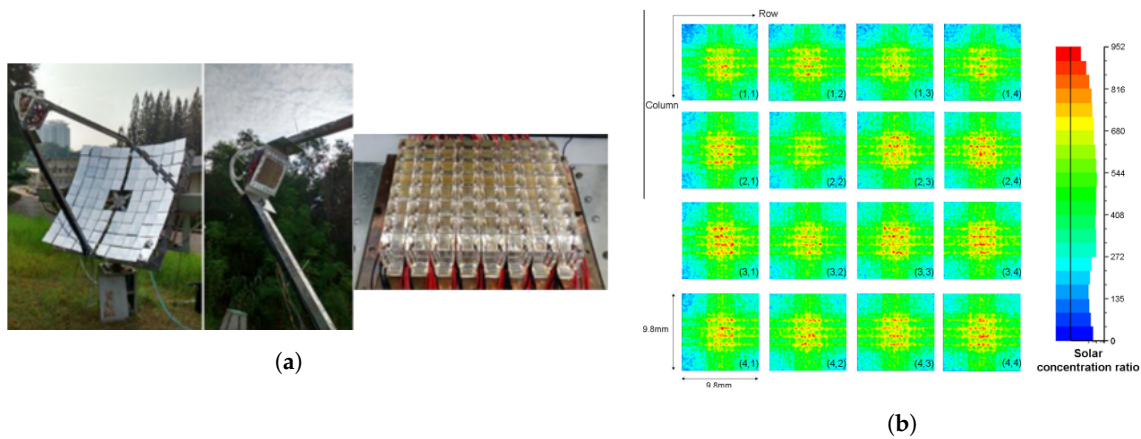 Row
Column
(1,1) (1,2) (1,3) (1,4)
(2,1) (2,2) (2,3) (2,4)
(3,1) (3,2) (3,3) (3,4)
(4,1) (4,2) (4,3) (4,4)
9.8mm
9.8mm
952
816
680
544
408
272
135
0
Solar
concentration ratio
(a)
(b)